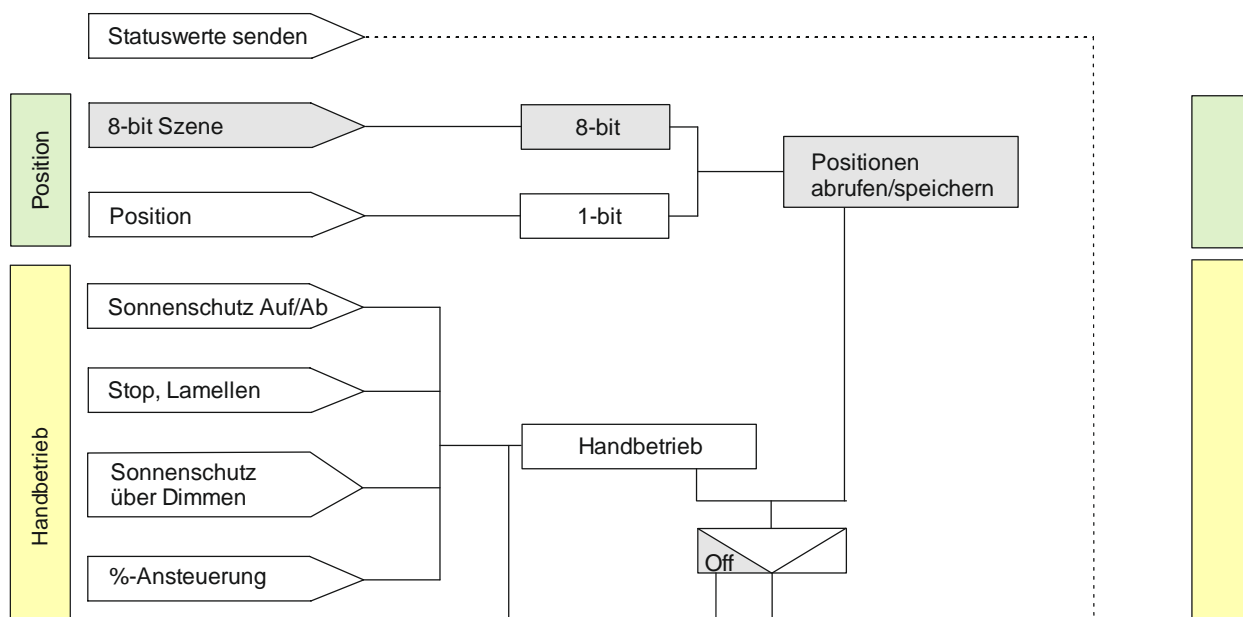 Statuswerte senden
Position
8-bit Szene
8-bit
Positionen
abrufen/speichern
Position
1-bit
Handbetrieb
Sonnenschutz Auf/Ab
Stop, Lamellen
Handbetrieb
Sonnenschutz
über Dimmen
Off
%-Ansteuerung